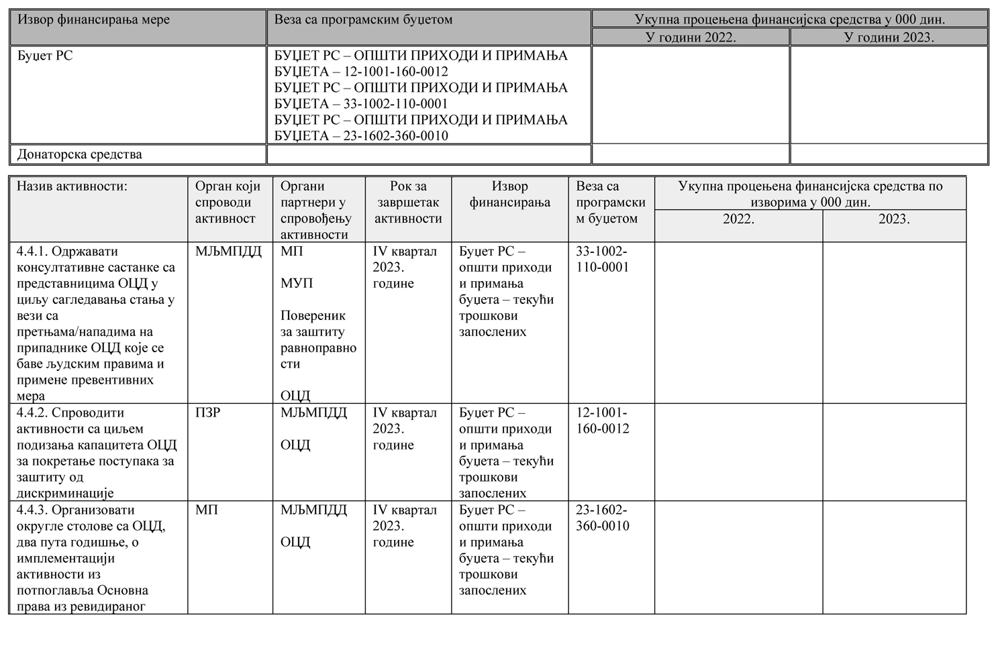 Извор финансирања мере
Веза са програмским буџетом
Укупна процењена финансијска средства у 000 дин.
У години 2022.
У години 2023.
Буџет РС
БУЏЕТ РС – ОПШТИ ПРИХОДИ И ПРИМАЊА
БУЏЕТА – 12-1001-160-0012
БУЏЕТ РС – ОПШТИ ПРИХОДИ И ПРИМАЊА
БУЏЕТА – 33-1002-110-0001
БУЏЕТ РС – ОПШТИ ПРИХОДИ И ПРИМАЊА
БУЏЕТА – 23-1602-360-0010
Донаторска средства
Назив активности:
Орган који
спроводи
активност
Органи
партнери у
спровођењу
активности
Рок за
завршетак
активности
Извор
финансирања
Веза са
програмски
м буџетом
Укупна процењена финансијска средства по
изворима у 000 дин.
2022.
2023.
4.4.1. Одржавати
консултативне састанке са
представницима ОЦД у
циљу сагледавања стања у
вези са
претњама/нападима на
припаднике ОЦД које се
баве људским правима и
примене превентивних
мера
МЉМПДД
МП
МУП
Повереник
за заштиту
равноправно
сти
ОЦД
IV квартал
2023.
године
Буџет РС –
општи приходи
и примања
буџета – текући
трошкови
запослених
33-1002-
110-0001
4.4.2. Спроводити
активности са циљем
подизања капацитета ОЦД
за покретање поступака за
заштиту од
дискриминације
ПЗР
МЉМПДД
ОЦД
IV квартал
2023.
године
Буџет РС –
општи приходи
и примања
буџета – текући
трошкови
запослених
12-1001-
160-0012
4.4.3. Организовати
округле столове са ОЦД,
два пута годишње, о
имплементацији
активности из
потпоглавља Основна
права из ревидираног
МП
МЉМПДД
ОЦД
IV квартал
2023.
године
Буџет РС –
општи приходи
и примања
буџета – текући
трошкови
запослених
23-1602-
360-0010